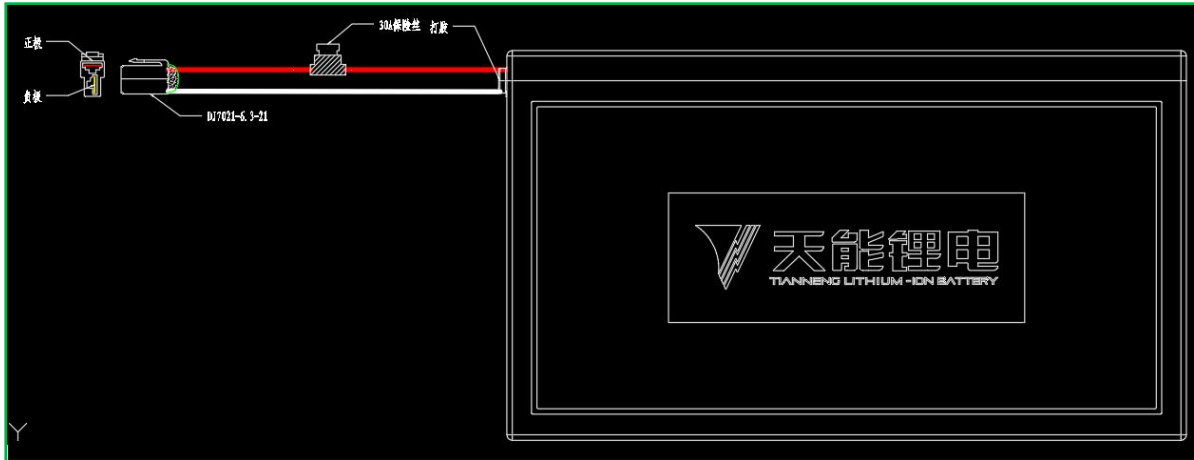 30A保险丝 打胶
正极
负极
DJ7021-6.3-21
天能锂电
TIANNENG LITHIUM -ION BATTERY